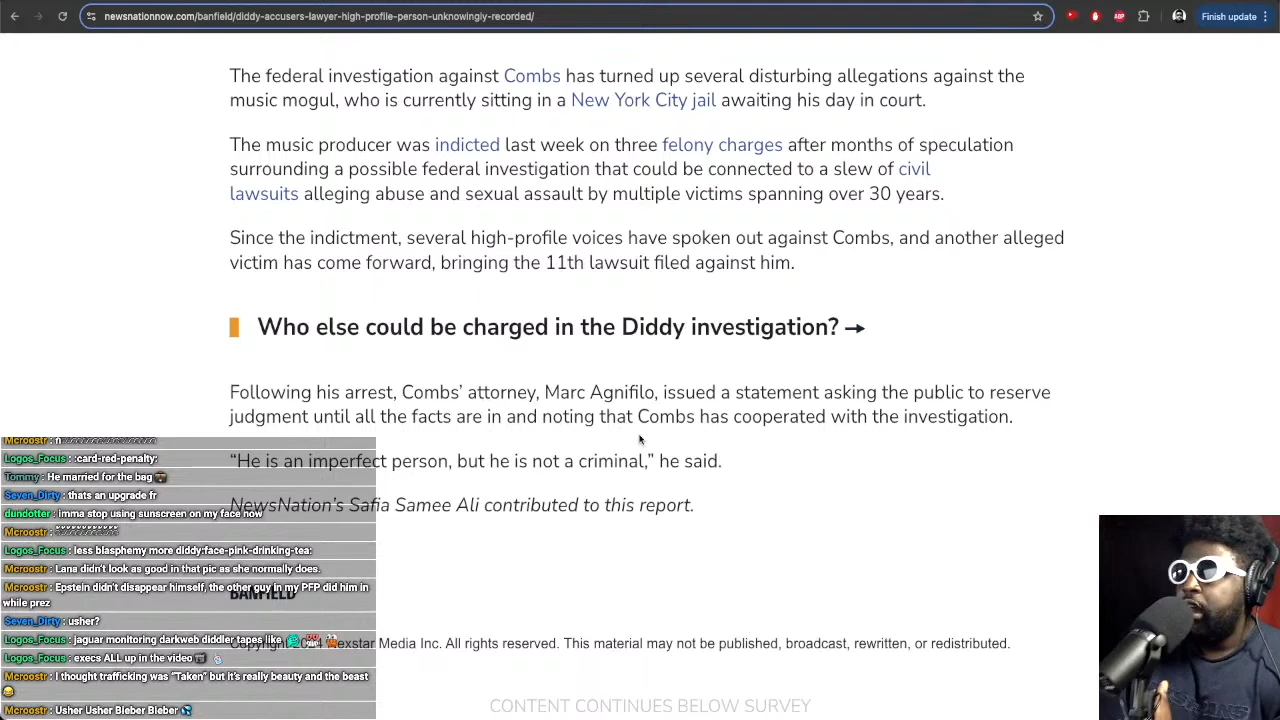 newsnationnow.com/banfield/diddy-accusers-lawyer-high-profile-person-unknowingly-recorded/
Finish update
The federal investigation against Combs has turned up several disturbing allegations against the
music mogul, who is currently sitting in a New York City jail awaiting his day in court.
The music producer was indicted last week on three felony charges after months of speculation
surrounding a possible federal investigation that could be connected to a slew of civil
lawsuits alleging abuse and sexual assault by multiple victims spanning over 30 years.
Since the indictment, several high-profile voices have spoken out against Combs, and another alleged
victim has come forward, bringing the 11th lawsuit filed against him.
Who else could be charged in the Diddy investigation? →
Following his arrest, Combs' attorney, Marc Agnifilo, issued a statement asking the public to reserve
judgment until all the facts are in and noting that Combs has cooperated with the investigation.
“He is an imperfect person, but he is not a criminal,” he said.
NewsNation's Safia Samee Ali contributed to this report.
BANFIELD
Copyright Nexstar Media Inc. All rights reserved. This material may not be published, broadcast, rewritten, or redistributed.
CONTENT CONTINUES BELOW SURVEY
Mcroostr :
Logos_Focus : :card-red-penalty:
Tommy : He married for the bag
Seven_Dirty : thats an upgrade fr
dundotter : imma stop using sunscreen on my face now
Mcroostr :
Logos_Focus : less blasphemy more diddy:face-pink-drinking-tea:
Mcroostr : Lana didn't look as good in that pic as she normally does.
Mcroostr : Epstein didn't disappear himself, the other guy in my PFP did him in
while prez
Seven_Dirty : usher?
Logos_Focus : jaguar monitoring darkweb diddler tapes like
Logos_Focus : execs ALL up in the video
Mcroostr : I thought trafficking was “Taken” but it's really beauty and the beast
Mcroostr : Usher Usher Bieber Bieber